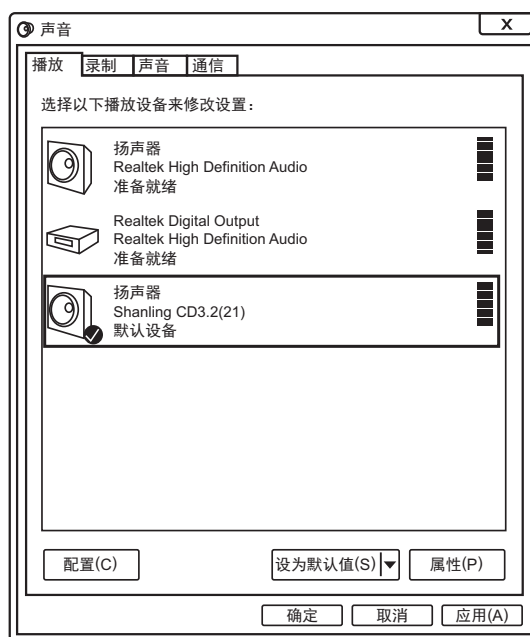 声音
X
播放 录制 声音 通信
选择以下播放设备来修改设置：
扬声器
Realtek High Definition Audio
准备就绪
Realtek Digital Output
Realtek High Definition Audio
准备就绪
扬声器
Shanling CD3.2(21)
默认设备
配置(C) 设为默认值(S) 属性(P)
确定 取消 应用(A)